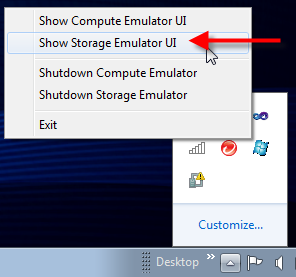 Show Compute Emulator UI
Show Storage Emulator UI
Shutdown Compute Emulator
Shutdown Storage Emulator
Exit
Customize...
Desktop »